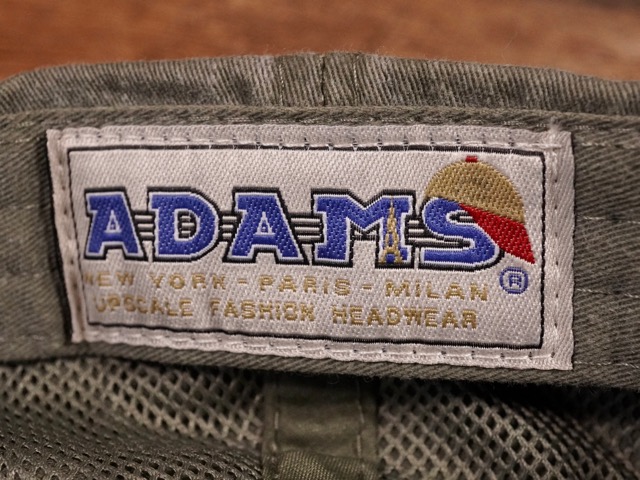 ADAMS
NEW YORK - PARIS - MILAN ®
UPSCALE FASHION HEADWEAR